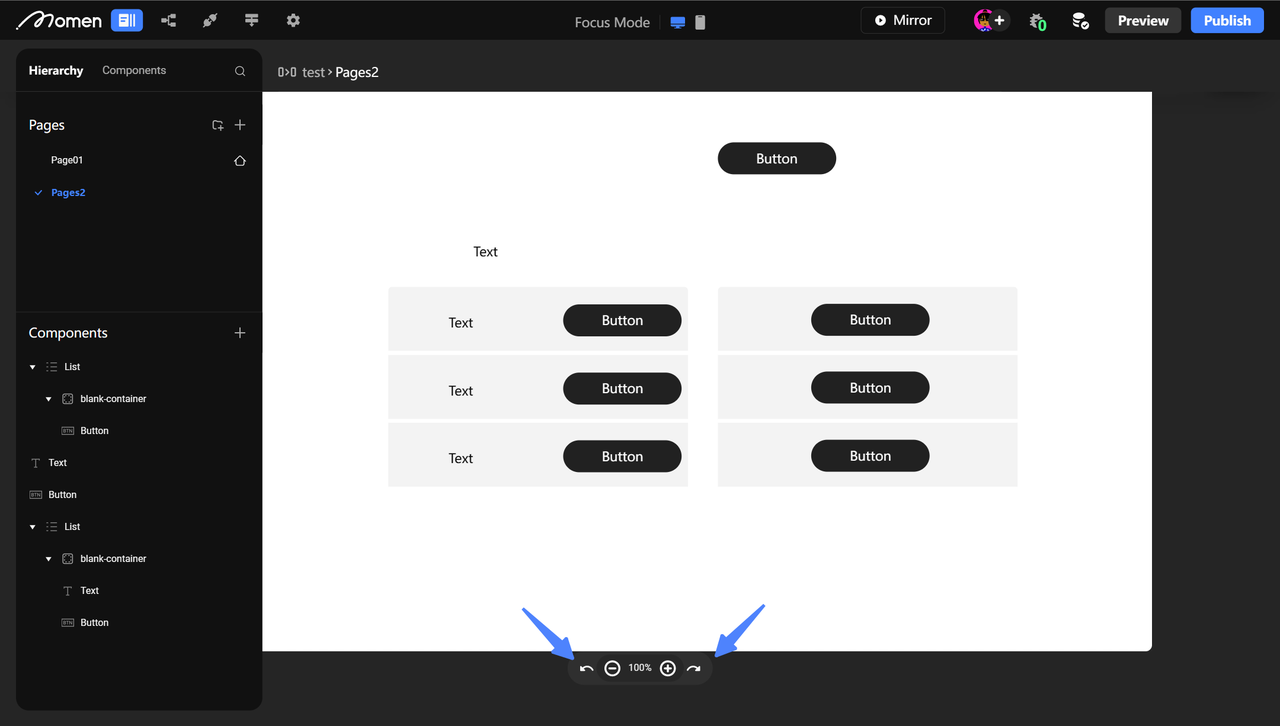 Momen
Focus Mode
Mirror
0
Preview
Publish
Hierarchy
Components
test › Pages2
Pages
Page01
Pages2
Components
List
blank-container
BTN Button
T Text
BTN Button
List
blank-container
T Text
BTN Button
Button
Text
Text Button Button
Text Button Button
Text Button Button
100%